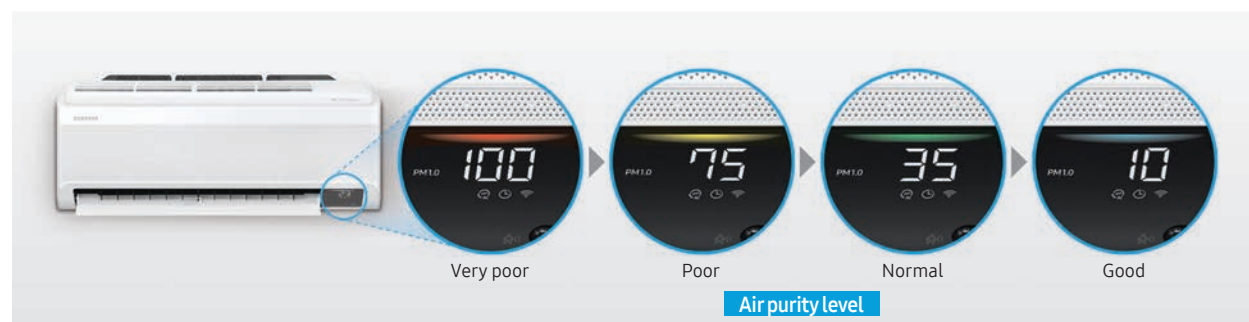 SAMSUNG
PM1.0
100
PM1.0
75
PM1.0
35
PM1.0
10
Very poor
Poor
Normal
Good
Air purity level